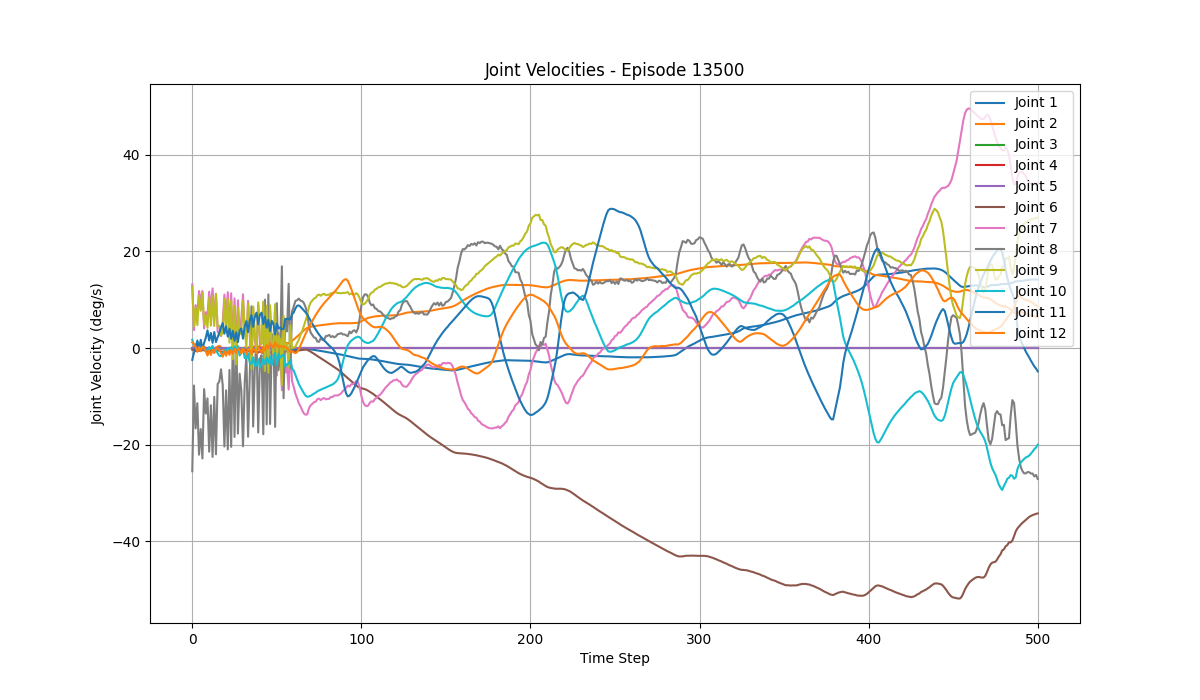 Joint Velocities - Episode 13500
Joint Velocity (deg/s)
40
20
0
−20
−40
0
100
200
300
400
500
Time Step
Joint 1
Joint 2
Joint 3
Joint 4
Joint 5
Joint 6
Joint 7
Joint 8
Joint 9
Joint 10
Joint 11
Joint 12